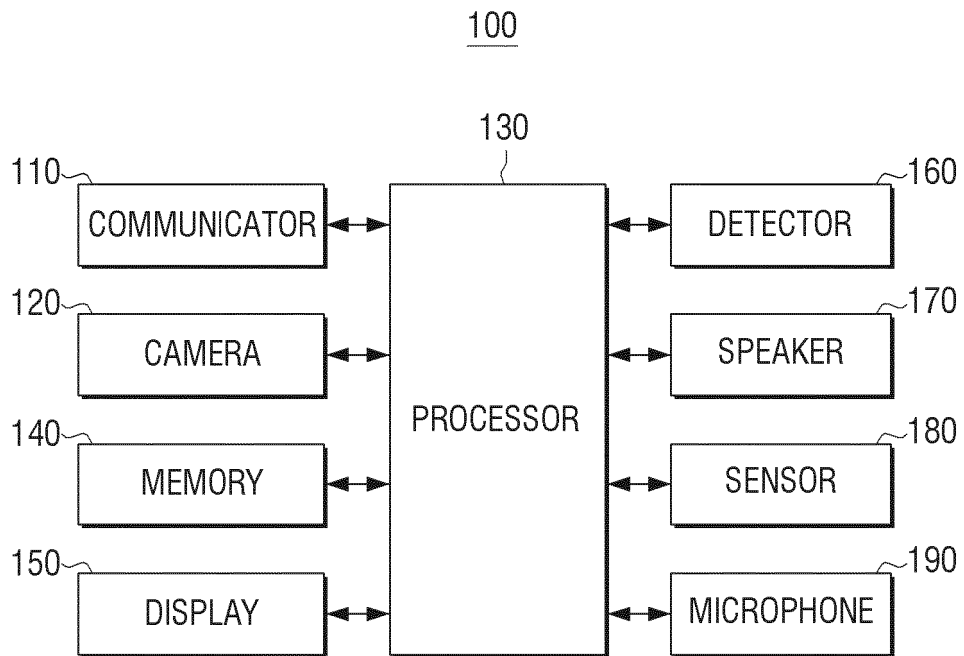 100
130
110
COMMUNICATOR
120
CAMERA
140
MEMORY
150
DISPLAY
PROCESSOR
160
DETECTOR
170
SPEAKER
180
SENSOR
190
MICROPHONE